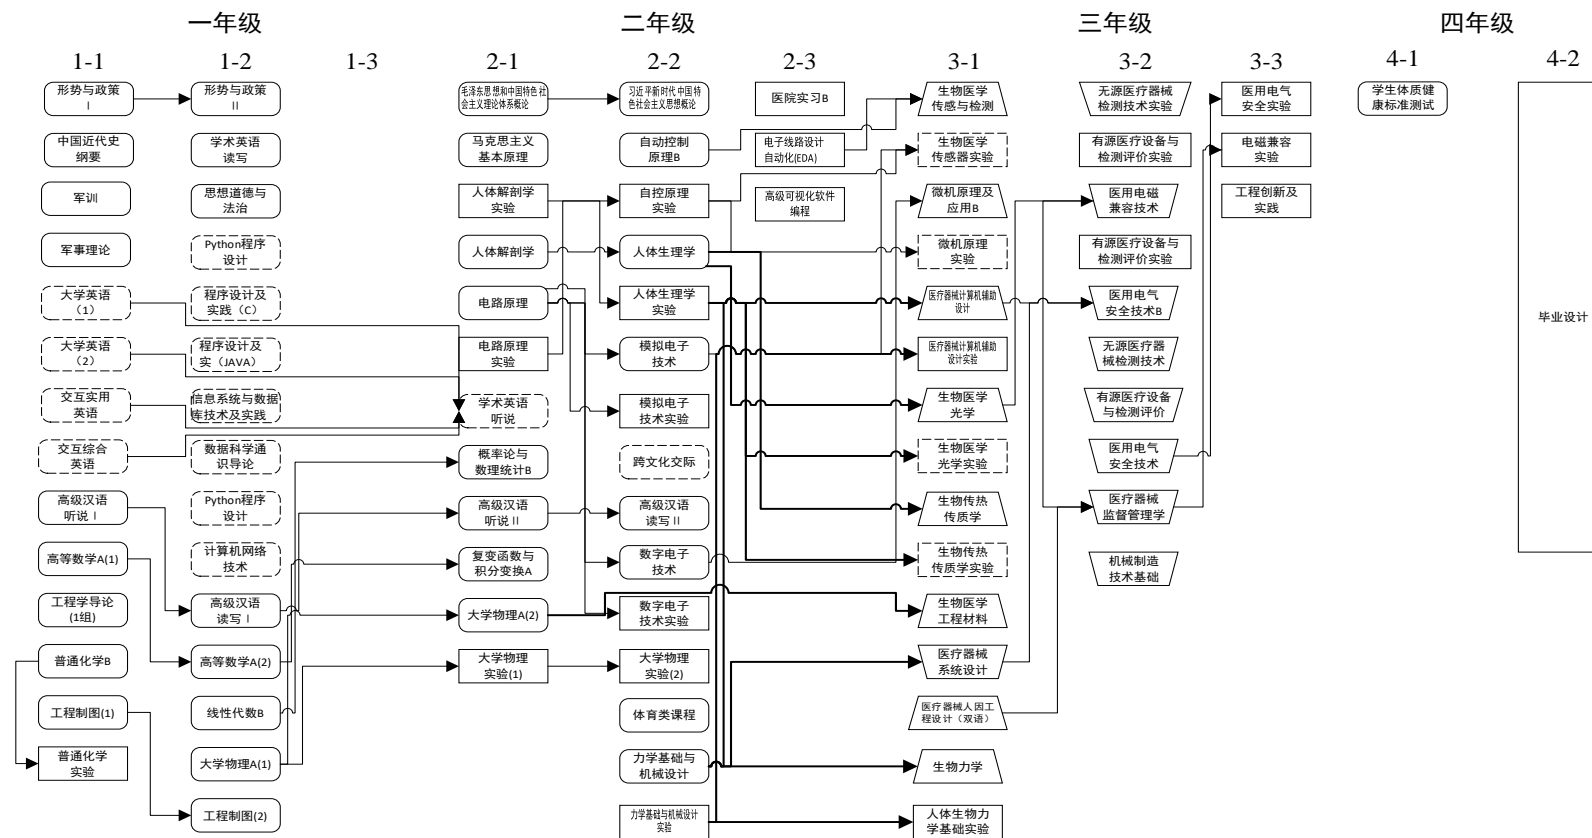 一年级
二年级
三年级
四年级
1-1
1-2
1-3
2-1
2-2
2-3
3-1
3-2
3-3
4-1
4-2
形势与政策
Ⅰ
中国近代史
纲要
军训
军事理论
大学英语
（1）
大学英语
（2）
交互实用
英语
交互综合
英语
高级汉语
听说Ⅰ
高等数学A(1)
工程学导论
(1组)
普通化学B
工程制图(1)
普通化学
实验
形势与政策
Ⅱ
学术英语
读写
思想道德与
法治
Python程序
设计
程序设计及
实践（C）
程序设计及
实（JAVA）
信息系统与数据
库技术及实践
数据科学通
识导论
Python程序
设计
计算机网络
技术
高级汉语
读写Ⅰ
高等数学A(2)
线性代数B
大学物理A(1)
工程制图(2)
毛泽东思想和中国特色社
会主义理论体系概论
马克思主义
基本原理
人体解剖学
实验
人体解剖学
电路原理
电路原理
实验
学术英语
听说
概率论与
数理统计B
高级汉语
听说Ⅱ
复变函数与
积分变换A
大学物理A(2)
大学物理
实验(1)
习近平新时代中国特
色社会主义思想概论
自动控制
原理B
自控原理
实验
人体生理学
人体生理学
实验
模拟电子
技术
模拟电子
技术实验
跨文化交际
高级汉语
读写Ⅱ
数字电子
技术
数字电子
技术实验
大学物理
实验(2)
体育类课程
力学基础与
机械设计
力学基础与机械设计
实验
医院实习B
电子线路设计
自动化(EDA)
高级可视化软件
编程
生物医学
传感与检测
生物医学
传感器实验
微机原理及
应用B
微机原理
实验
医疗器械计算机辅助
设计
医疗器械计算机辅助
设计实验
生物医学
光学
生物医学
光学实验
生物传热
传质学
生物传热
传质学实验
生物医学
工程材料
医疗器械
系统设计
医疗器械人因工
程设计（双语）
生物力学
人体生物力
学基础实验
无源医疗器械
检测技术实验
有源医疗设备与
检测评价实验
医用电磁
兼容技术
有源医疗设备与
检测评价实验
医用电气
安全技术B
无源医疗器
械检测技术
有源医疗设备
与检测评价
医用电气
安全技术
医疗器械
监督管理学
机械制造
技术基础
医用电气
安全实验
电磁兼容
实验
工程创新及
实践
学生体质健
康标准测试
毕业设计